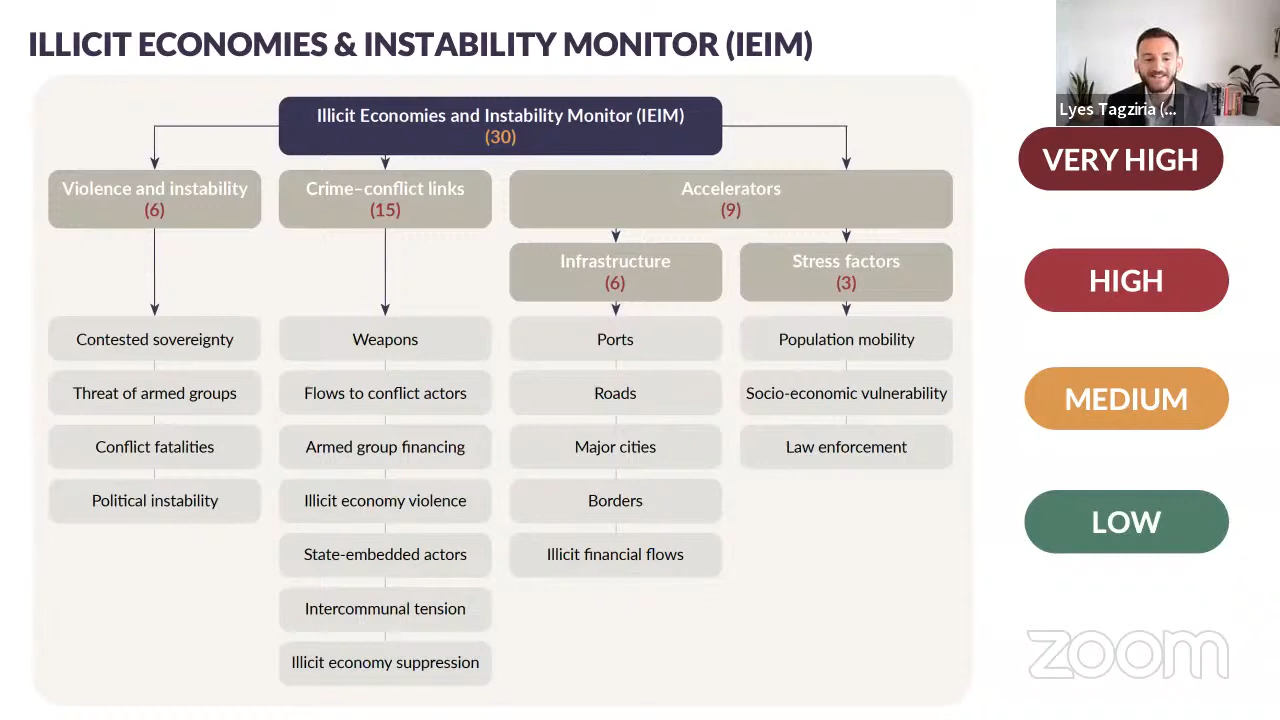 ILLICIT ECONOMIES & INSTABILITY MONITOR (IEIM)
Lyes Tagziria (...
Illicit Economies and Instability Monitor (IEIM)
(30)
Violence and instability
(6)
Crime–conflict links
(15)
Accelerators
(9)
Infrastructure
(6)
Stress factors
(3)
Contested sovereignty
Threat of armed groups
Conflict fatalities
Political instability
Weapons
Flows to conflict actors
Armed group financing
Illicit economy violence
State-embedded actors
Intercommunal tension
Illicit economy suppression
Ports
Roads
Major cities
Borders
Illicit financial flows
Population mobility
Socio-economic vulnerability
Law enforcement
VERY HIGH
HIGH
MEDIUM
LOW
zoom